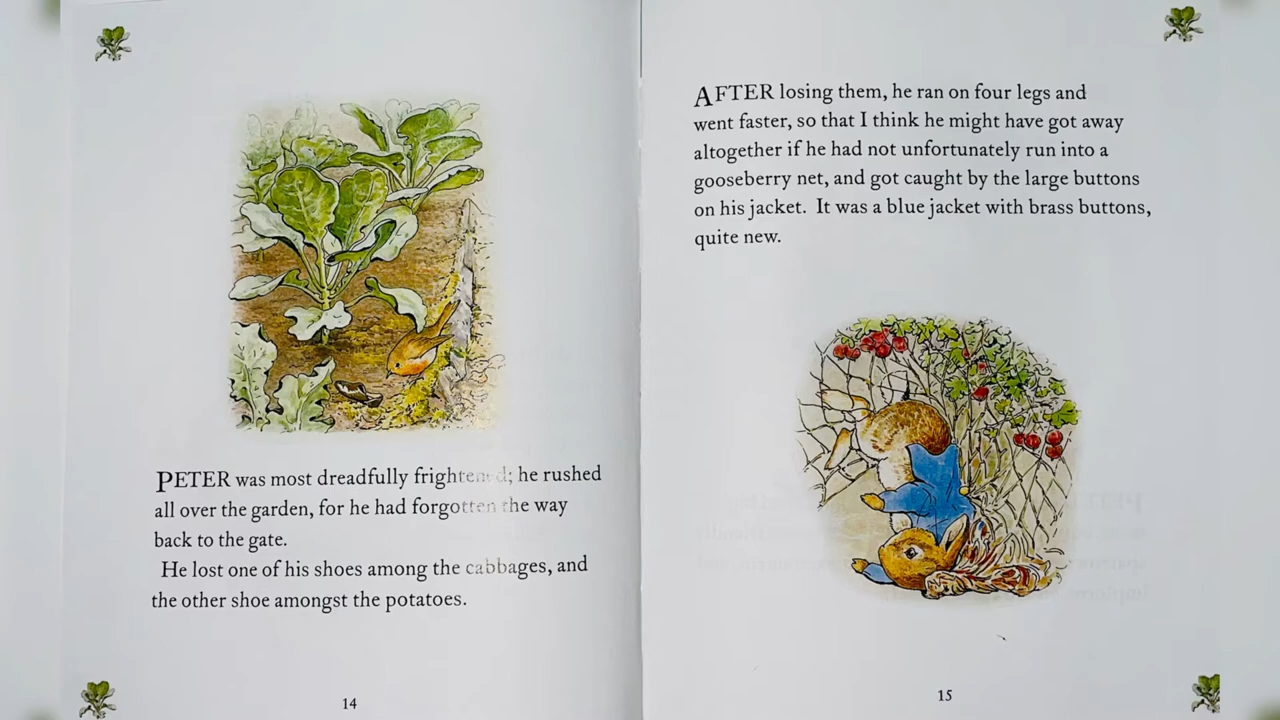 PETER was most dreadfully frightened; he rushed
all over the garden, for he had forgotten the way
back to the gate.
He lost one of his shoes among the cabbages, and
the other shoe amongst the potatoes.
14
AFTER losing them, he ran on four legs and
went faster, so that I think he might have got away
altogether if he had not unfortunately run into a
gooseberry net, and got caught by the large buttons
on his jacket. It was a blue jacket with brass buttons,
quite new.
15